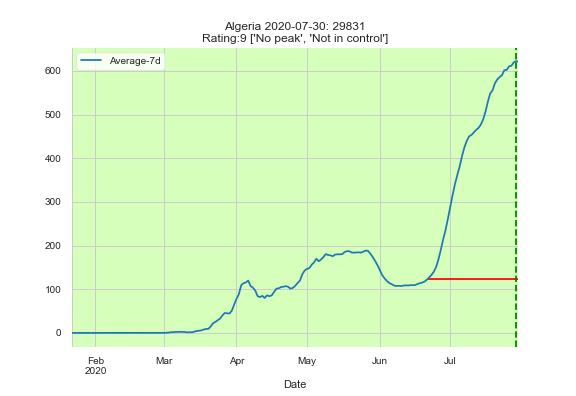 Algeria 2020-07-30: 29831
Rating:9 ['No peak', 'Not in control']
Average-7d
600
500
400
300
200
100
0
Feb
2020
Mar
Apr
May
Jun
Jul
Date